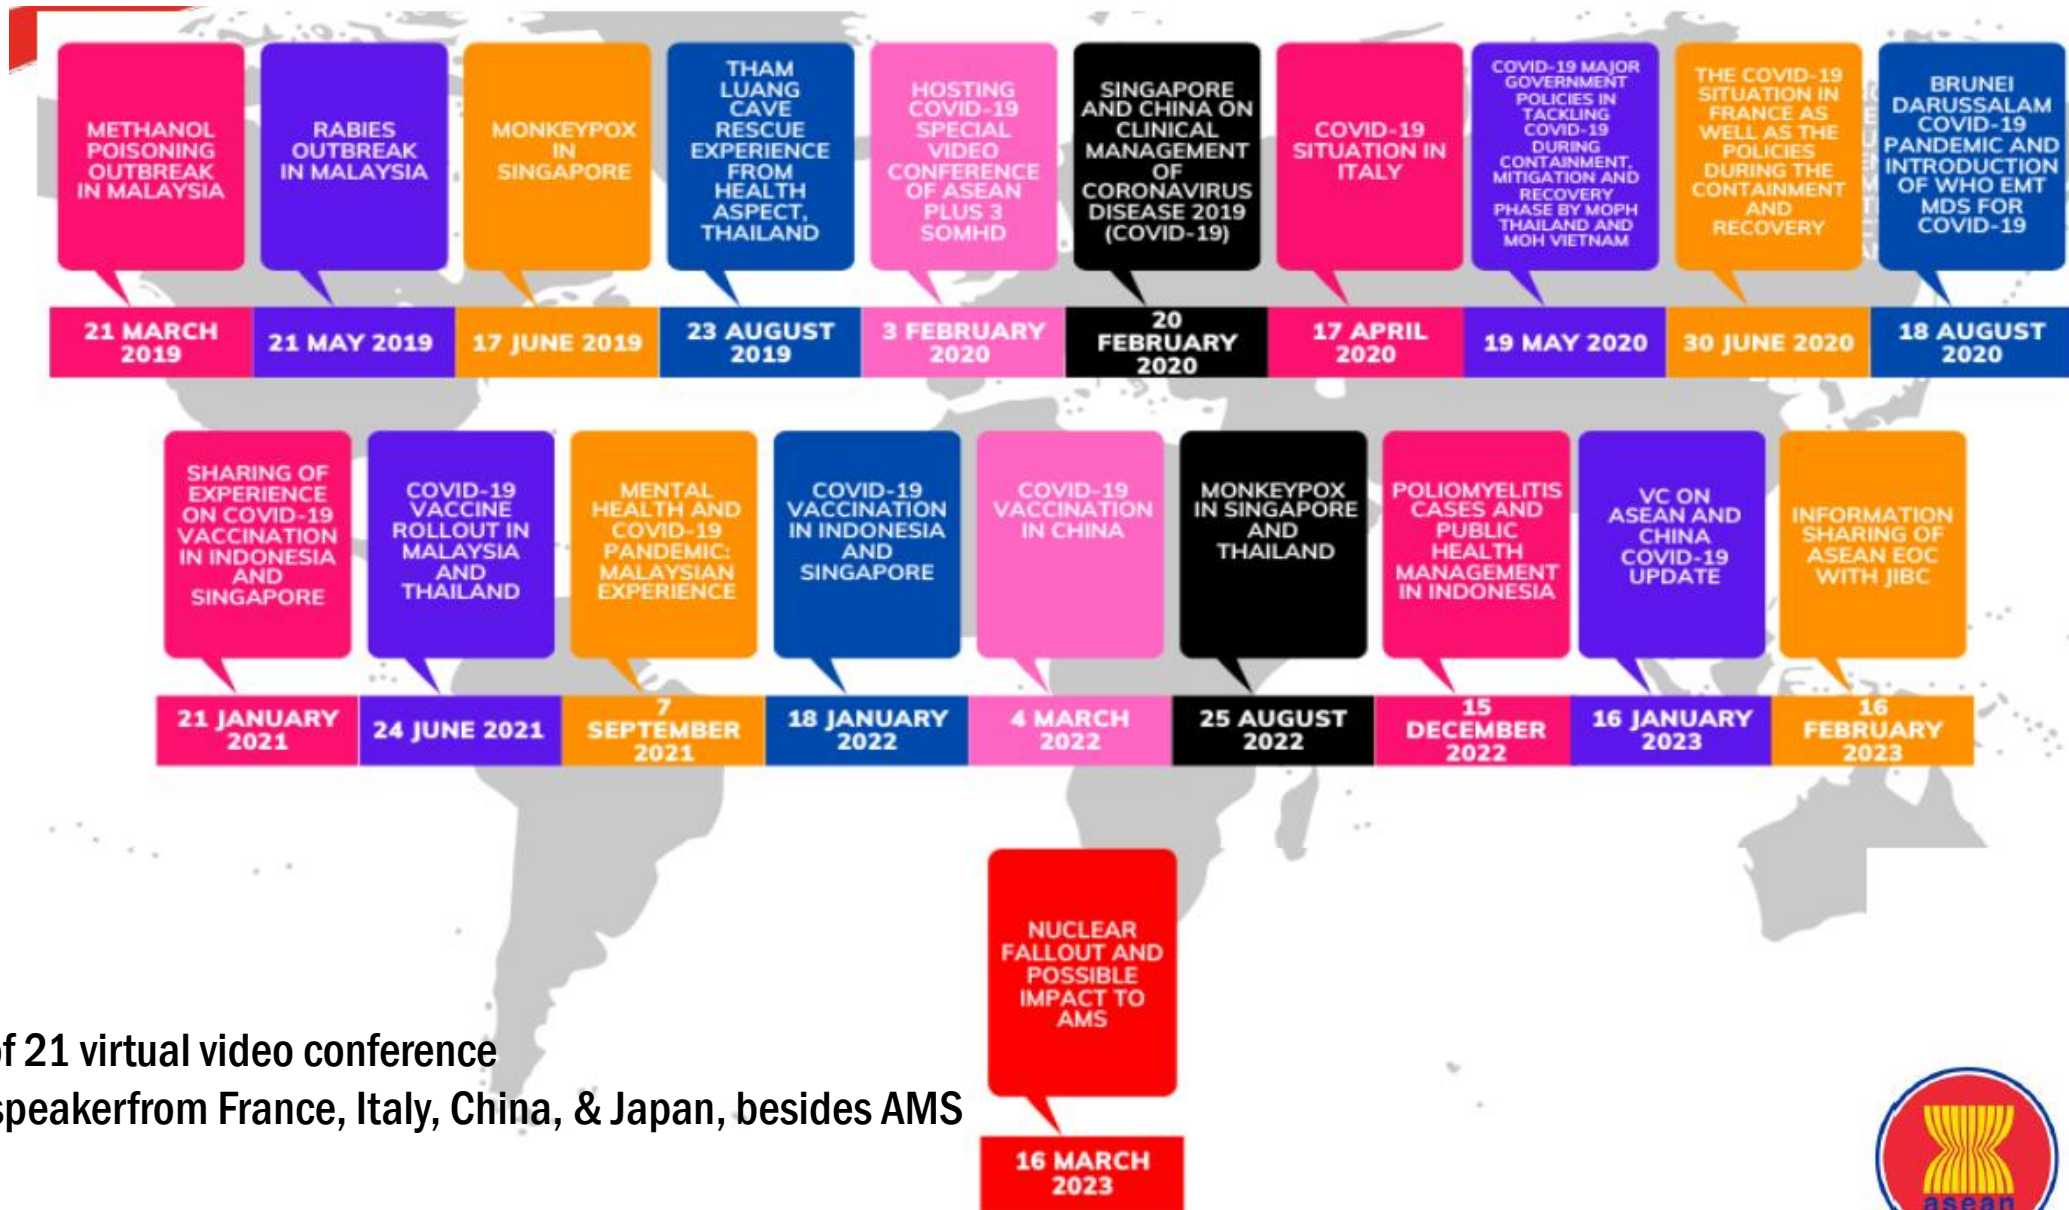 METHANOL
POISONING
OUTBREAK
IN MALAYSIA
21 MARCH
2019
RABIES
OUTBREAK
IN MALAYSIA
21 MAY 2019
MONKEYPOX
IN
SINGAPORE
17 JUNE 2019
THAM
LUANG
CAVE
RESCUE
EXPERIENCE
FROM
HEALTH
ASPECT,
THAILAND
23 AUGUST
2019
HOSTING
COVID-19
SPECIAL
VIDEO
CONFERENCE
OF ASEAN
PLUS 3
SOMHD
3 FEBRUARY
2020
SINGAPORE
AND CHINA ON
CLINICAL
MANAGEMENT
OF
CORONAVIRUS
DISEASE 2019
(COVID-19)
20
FEBRUARY
2020
COVID-19
SITUATION IN
ITALY
17 APRIL
2020
COVID-19 MAJOR
GOVERNMENT
POLICIES IN
TACKLING
COVID-19
DURING
CONTAINMENT,
MITIGATION AND
RECOVERY
PHASE BY MOPH
THAILAND AND
MOH VIETNAM
19 MAY 2020
THE COVID-19
SITUATION IN
FRANCE AS
WELL AS THE
POLICIES
DURING THE
CONTAINMENT
AND
RECOVERY
30 JUNE 2020
BRUNEI
DARUSSALAM
COVID-19
PANDEMIC AND
INTRODUCTION
OF WHO EMT
MDS FOR
COVID-19
18 AUGUST
2020
SHARING OF
EXPERIENCE
ON COVID-19
VACCINATION
IN INDONESIA
AND
SINGAPORE
21 JANUARY
2021
COVID-19
VACCINE
ROLLOUT IN
MALAYSIA
AND
THAILAND
24 JUNE 2021
MENTAL
HEALTH AND
COVID-19
PANDEMIC:
MALAYSIAN
EXPERIENCE
7
SEPTEMBER
2021
COVID-19
VACCINATION
IN INDONESIA
AND
SINGAPORE
18 JANUARY
2022
COVID-19
VACCINATION
IN CHINA
4 MARCH
2022
MONKEYPOX
IN SINGAPORE
AND
THAILAND
25 AUGUST
2022
POLIOMYELITIS
CASES AND
PUBLIC
HEALTH
MANAGEMENT
IN INDONESIA
15
DECEMBER
2022
VC ON
ASEAN AND
CHINA
COVID-19
UPDATE
16 JANUARY
2023
INFORMATION
SHARING OF
ASEAN EOC
WITH JIBC
16
FEBRUARY
2023
NUCLEAR
FALLOUT AND
POSSIBLE
IMPACT TO
AMS
16 MARCH
2023
of 21 virtual video conference
speakerfrom France, Italy, China, & Japan, besides AMS
asean